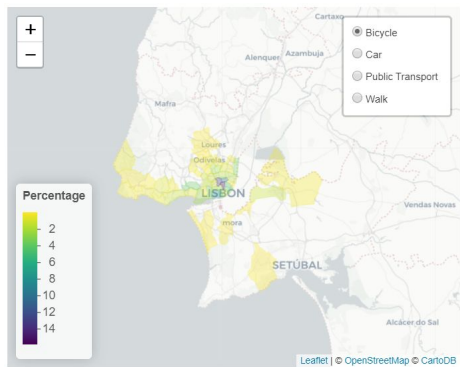 +
−
Bicycle
Car
Public Transport
Walk
Cartaxo
Alenquer
Azambuja
Mafra
Loures
Odivelas
LISBON
mora
Vendas Novas
SETÚBAL
Alcácer do Sal
Percentage
2
4
6
8
10
12
14
Leaflet | © OpenStreetMap © CartoDB